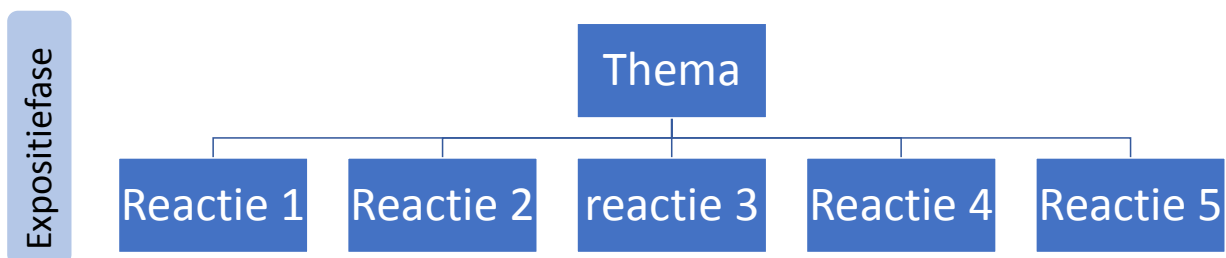 Expositiefase
Thema
Reactie 1
Reactie 2
reactie 3
Reactie 4
Reactie 5